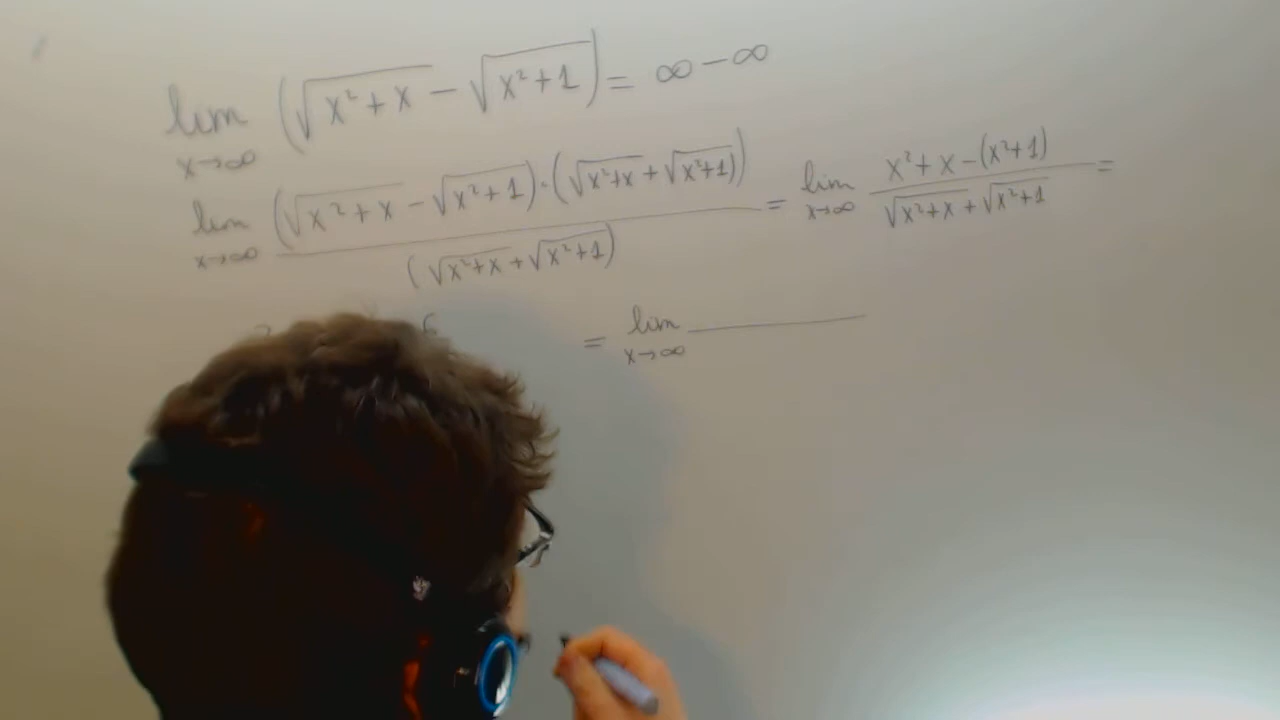 lim x→∞ (√x²+x − √x²+1) = ∞ − ∞
lim x→∞ (√x²+x − √x²+1)·(√x²+x + √x²+1) / (√x²+x + √x²+1) = lim x→∞ x²+x−(x²+1) / √x²+x + √x²+1 =
= lim x→∞